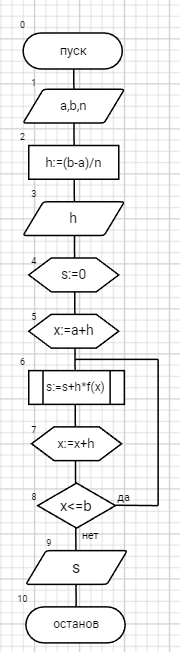 0
пуск
1
a,b,n
2
h:=(b-a)/n
3
h
4
s:=0
5
x:=a+h
6
s:=s+h*f(x)
7
x:=x+h
8
x<=b
да
нет
9
s
10
останов